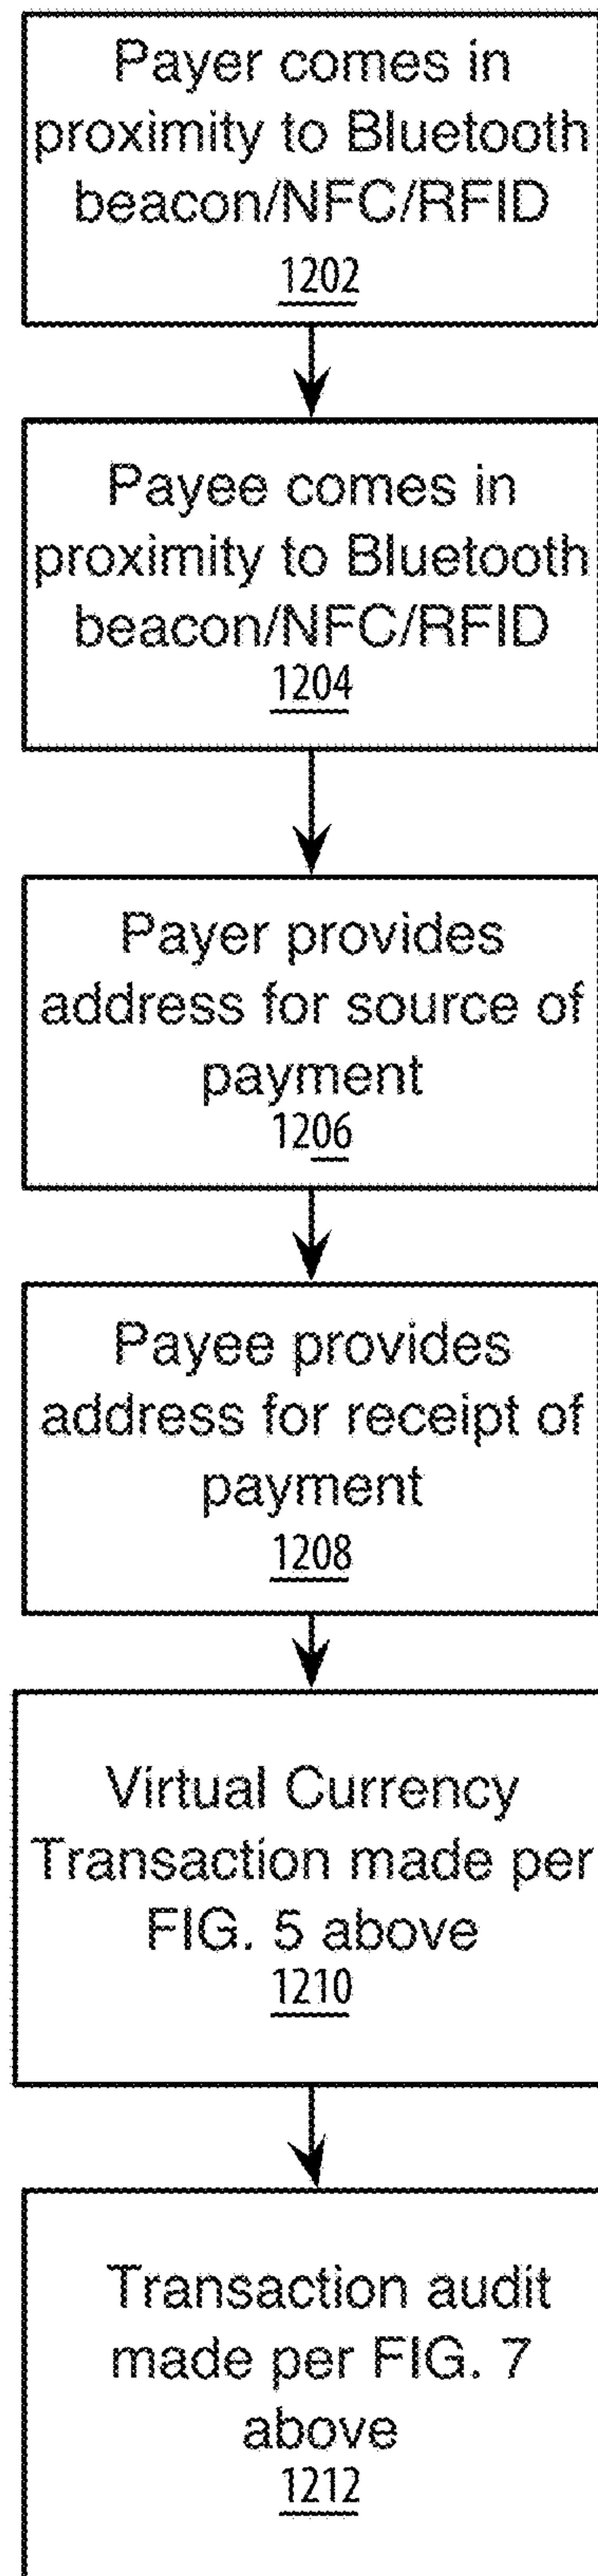 Payer comes in
proximity to Bluetooth
beacon/NFC/RFID
1202
Payee comes in
proximity to Bluetooth
beacon/NFC/RFID
1204
Payer provides
address for source of
payment
1206
Payee provides
address for receipt of
payment
1208
Virtual Currency
Transaction made per
FIG. 5 above
1210
Transaction audit
made per FIG. 7
above
1212